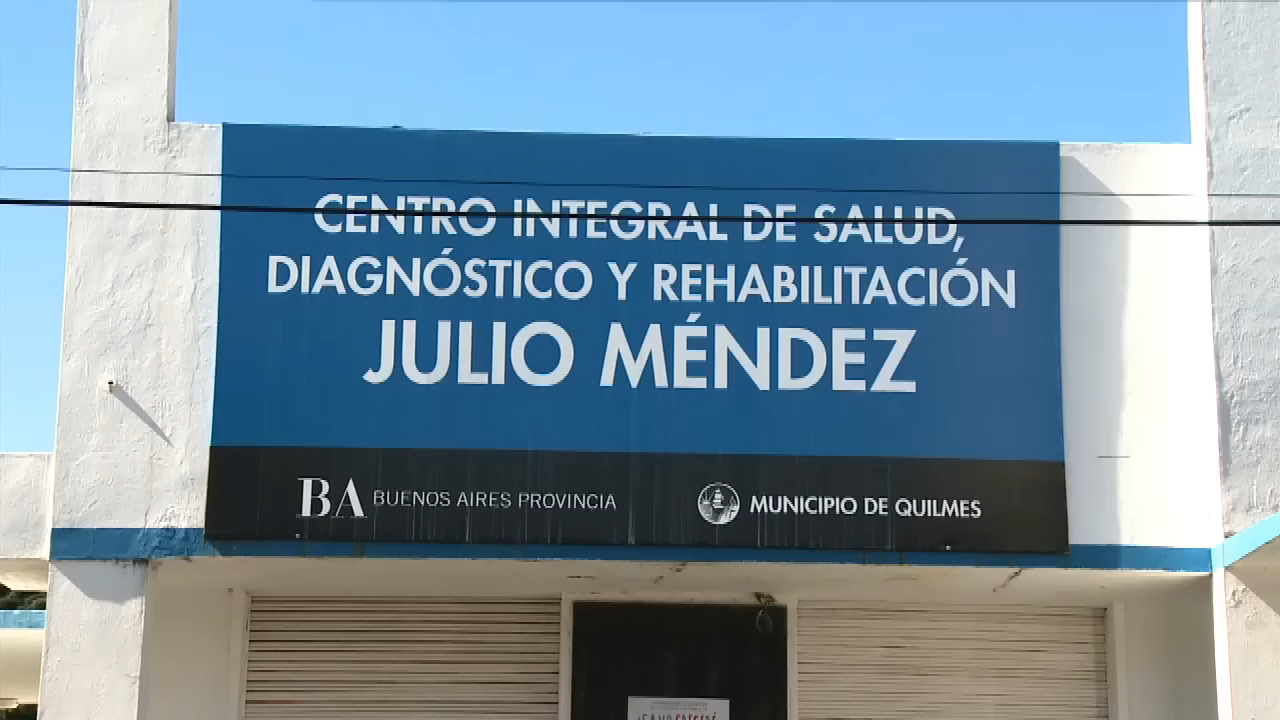 CENTRO INTEGRAL DE SALUD,
DIAGNÓSTICO Y REHABILITACIÓN
JULIO MÉNDEZ
BA BUENOS AIRES PROVINCIA
MUNICIPIO DE QUILMES